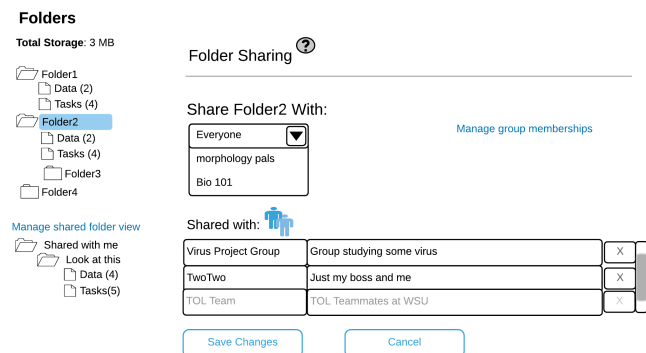 Folders
Total Storage: 3 MB
Folder1
Data (2)
Tasks (4)
Folder2
Data (2)
Tasks (4)
Folder3
Folder4
Manage shared folder view
Shared with me
Look at this
Data (4)
Tasks(5)
Folder Sharing ?
Share Folder2 With:
Everyone
morphology pals
Bio 101
Manage group memberships
Shared with:
Virus Project Group Group studying some virus X
TwoTwo Just my boss and me X
TOL Team TOL Teammates at WSU X
Save Changes Cancel